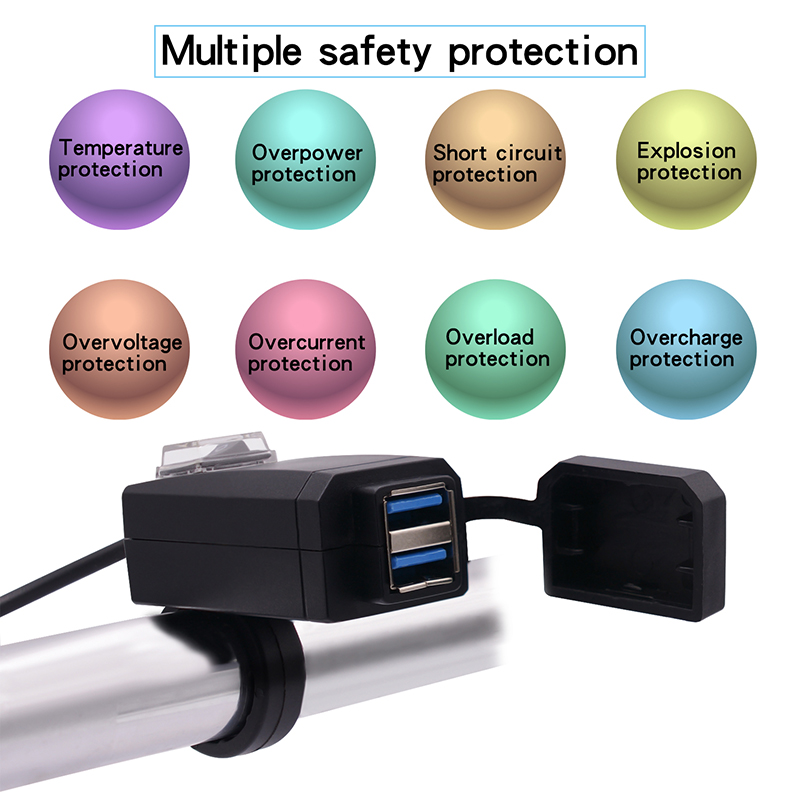 Multiple safety protection
Temperature
protection
Overpower
protection
Short circuit
protection
Explosion
protection
Overvoltage
protection
Overcurrent
protection
Overload
protection
Overcharge
protection